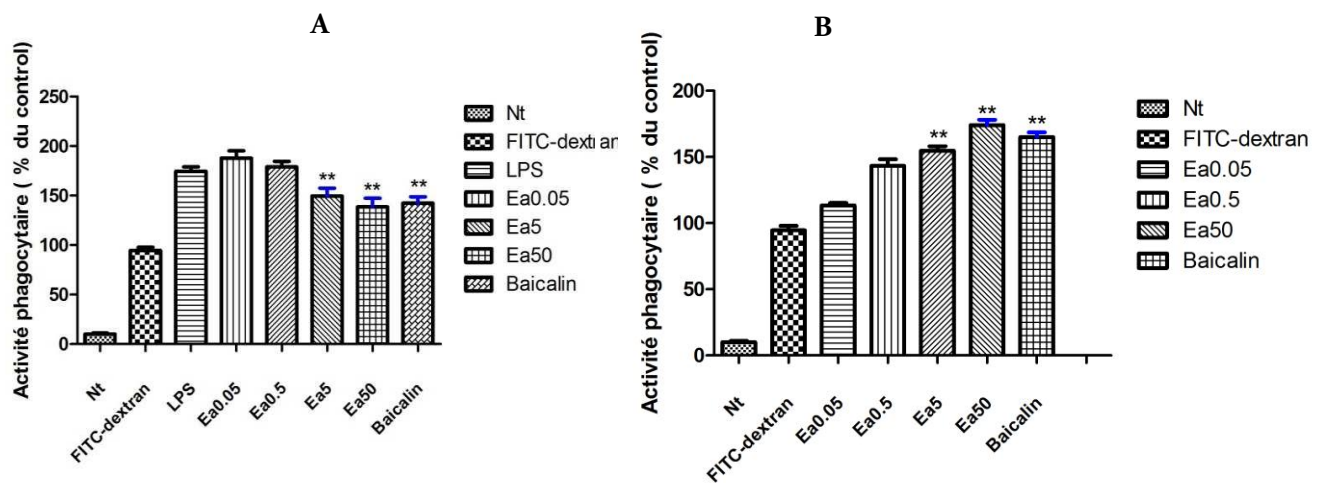 A
Activité phagocytaire ( % du control)
250
200
150
100
50
0
**
**
**
Nt
FITC-dextran
LPS
Ea0.05
Ea0.5
Ea5
Ea50
Baicalin
Nt
FITC-dextran
LPS
Ea0.05
Ea5
Ea50
Baicalin
B
Activité phagocytaire ( % du control)
200
150
100
50
0
**
**
**
Nt
FITC-dextran
Ea0.05
Ea0.5
Ea5
Ea50
Baicalin
Nt
FITC-dextran
Ea0.05
Ea0.5
Ea50
Baicalin